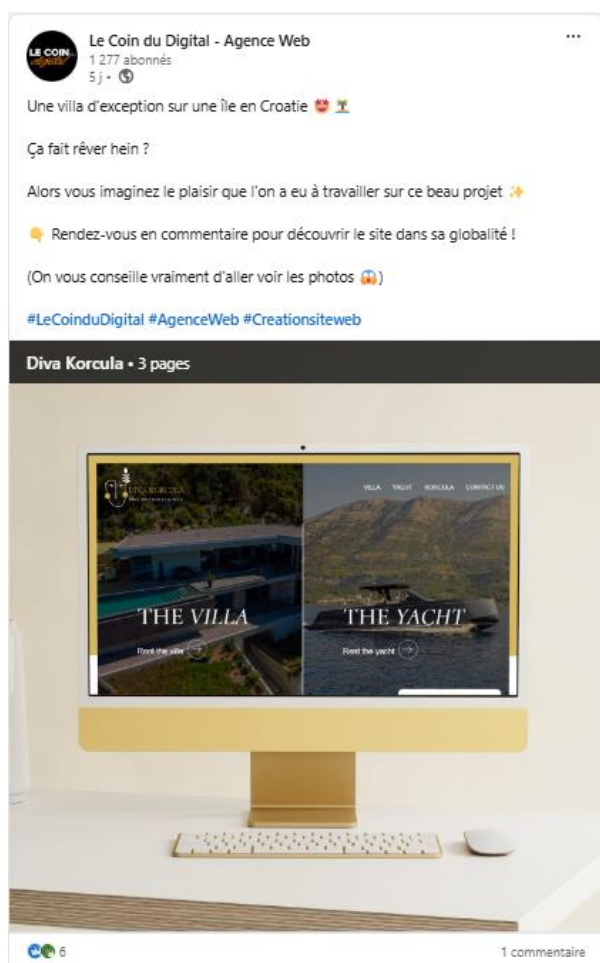 LE COIN
digital
Le Coin du Digital - Agence Web
1 277 abonnés
5 j •
Une villa d'exception sur une île en Croatie 🤩 🏝️
Ça fait rêver hein ?
Alors vous imaginez le plaisir que l'on a eu à travailler sur ce beau projet ✨
👇 Rendez-vous en commentaire pour découvrir le site dans sa globalité !
(On vous conseille vraiment d'aller voir les photos 😱)
#LeCoinduDigital #AgenceWeb #Creationsiteweb
Diva Korcula • 3 pages
DIVA KORCULA
VILLA YACHT KORCULA CONTACT US
THE VILLA
THE YACHT
Rent the villa
Rent the yacht
6
1 commentaire